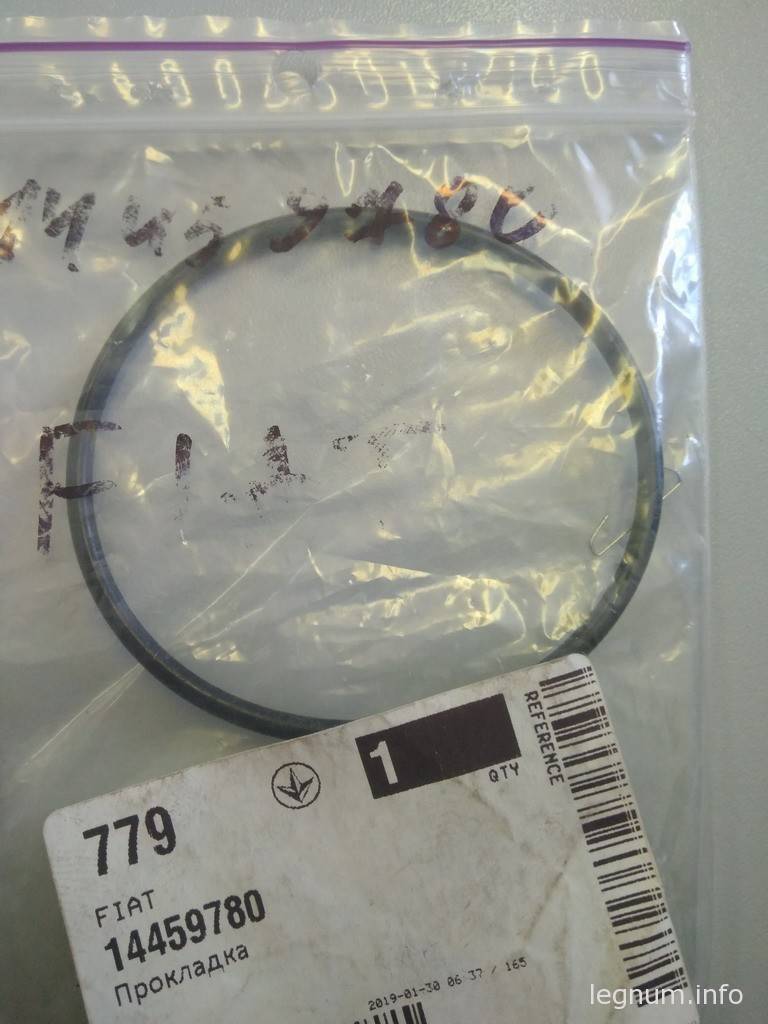 14459780
FIAT
1
QTY
REFERENCE
779
FIAT
14459780
Прокладка
2019-01-30 06:37 / 165
legnum.info